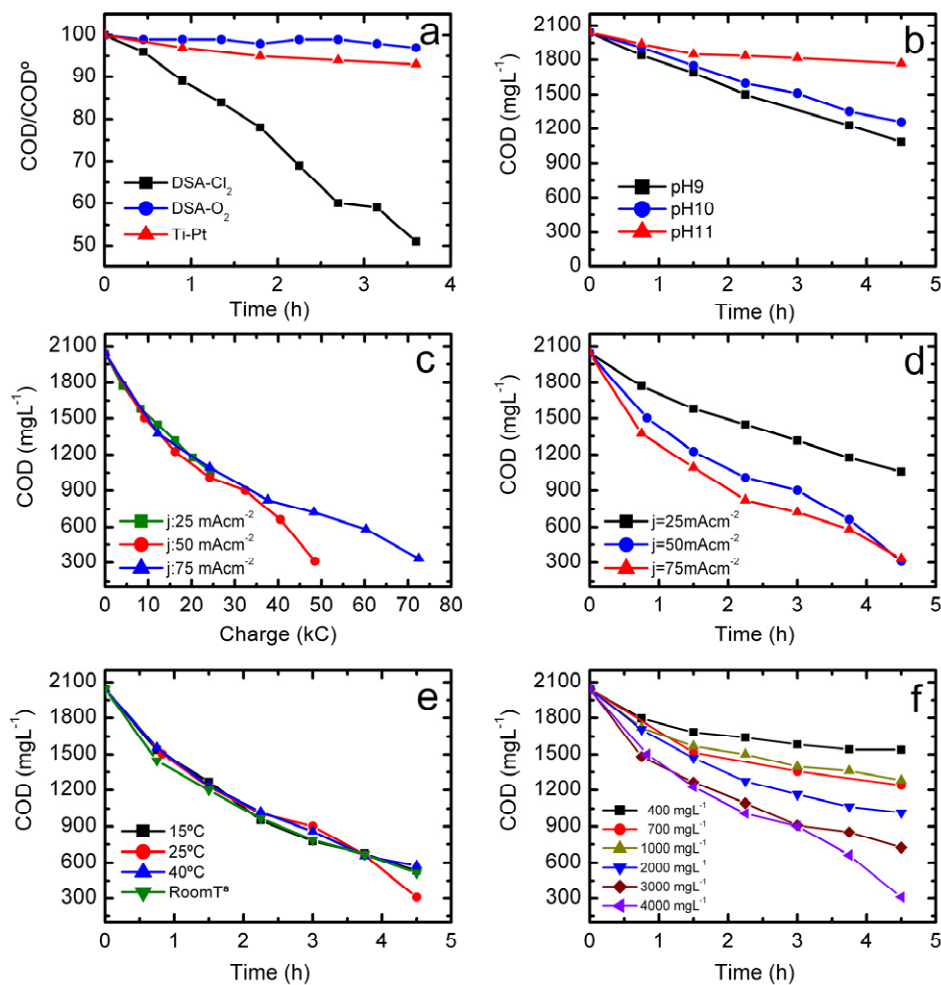 a
COD/COD⁰
100
90
80
70
60
50
DSA-Cl₂
DSA-O₂
Ti-Pt
0 1 2 3 4
Time (h)
b
COD (mgL⁻¹)
2100
1800
1500
1200
900
600
300
0
pH9
pH10
pH11
0 1 2 3 4 5
Time (h)
c
COD (mgL⁻¹)
2100
1800
1500
1200
900
600
300
j:25 mAcm⁻²
j:50 mAcm⁻²
j:75 mAcm⁻²
0 10 20 30 40 50 60 70 80
Charge (kC)
d
COD (mgL⁻¹)
2100
1800
1500
1200
900
600
300
j=25mAcm⁻²
j=50mAcm⁻²
j=75mAcm⁻²
0 1 2 3 4 5
Time (h)
e
COD (mgL⁻¹)
2100
1800
1500
1200
900
600
300
15ºC
25ºC
40ºC
RoomTª
0 1 2 3 4 5
Time (h)
f
COD (mgL⁻¹)
2100
1800
1500
1200
900
600
300
400 mgL⁻¹
700 mgL⁻¹
1000 mgL⁻¹
2000 mgL⁻¹
3000 mgL⁻¹
4000 mgL⁻¹
0 1 2 3 4 5
Time (h)